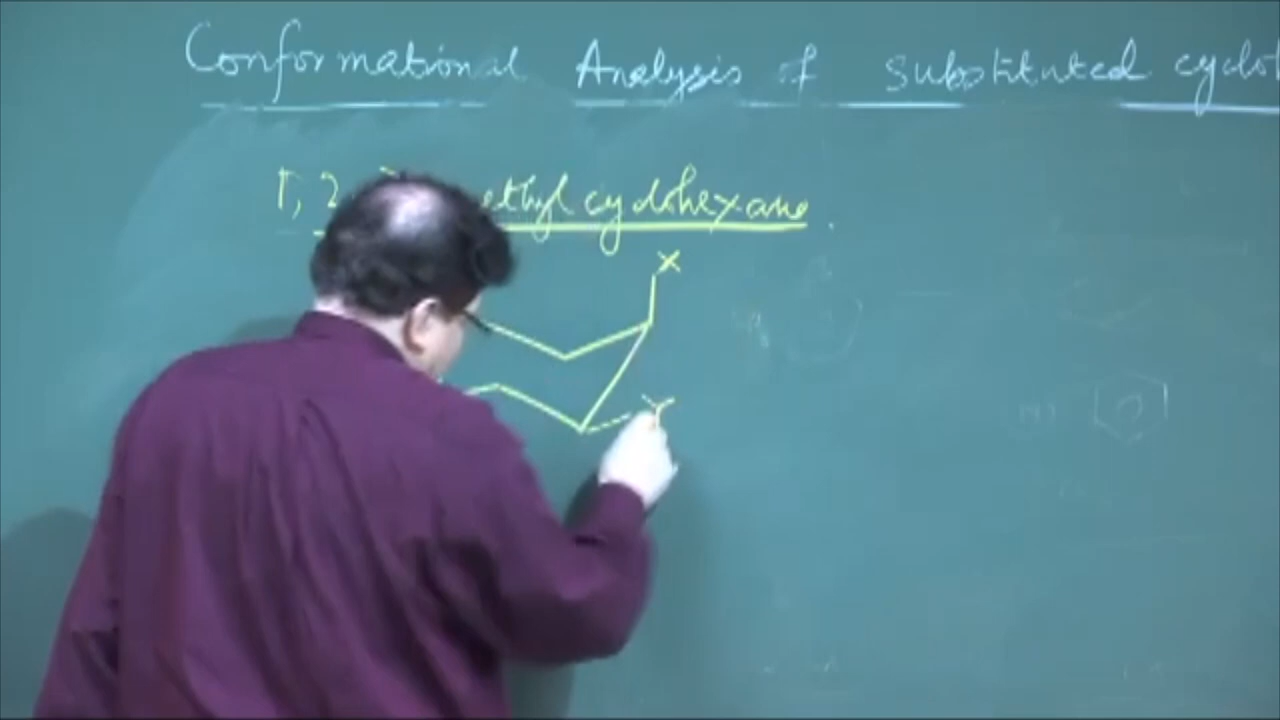 Conformational Analysis of Substituted cyclo
1, 2 ethyl cyclohexane.
X
Y